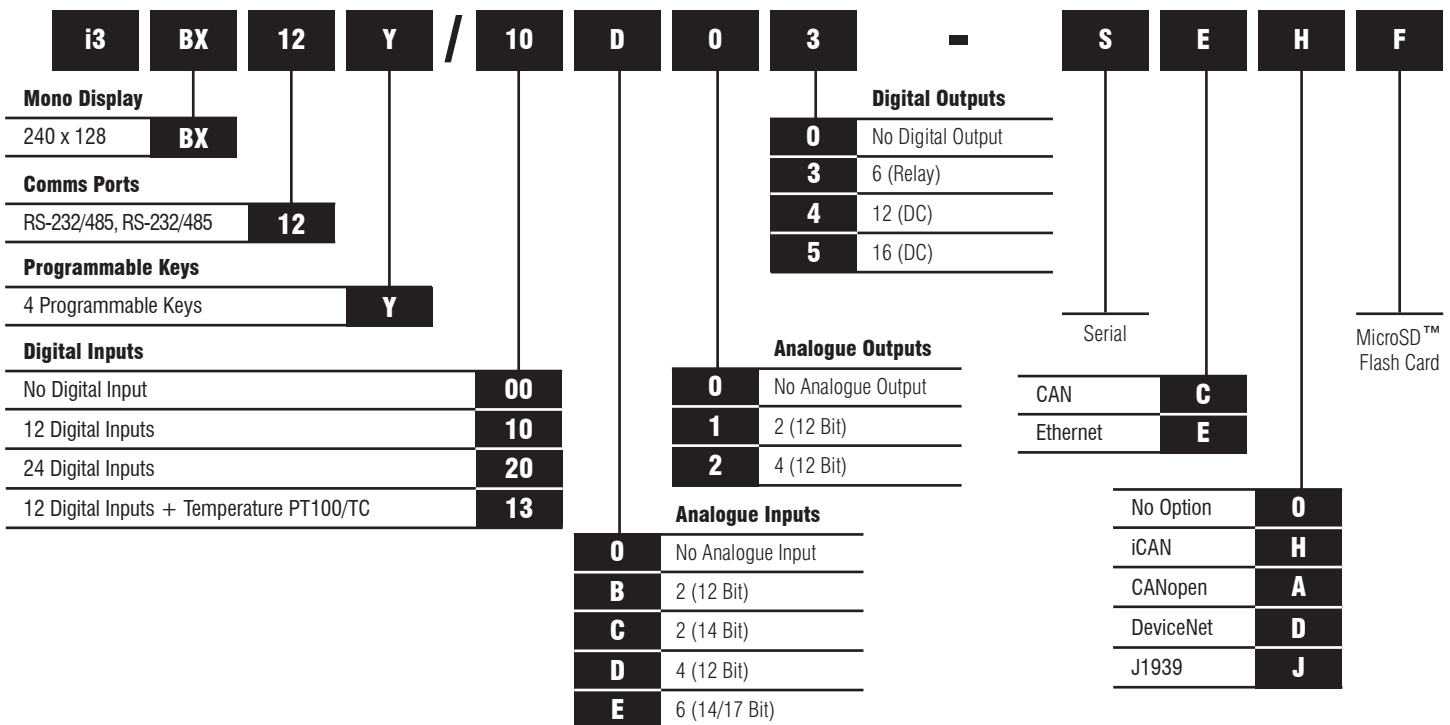 i3 BX 12 Y / 10 D 0 3 - S E H F
Mono Display
240 x 128 BX
Comms Ports
RS-232/485, RS-232/485 12
Programmable Keys
4 Programmable Keys Y
Digital Inputs
No Digital Input 00
12 Digital Inputs 10
24 Digital Inputs 20
12 Digital Inputs + Temperature PT100/TC 13
Digital Outputs
0 No Digital Output
3 6 (Relay)
4 12 (DC)
5 16 (DC)
Analogue Outputs
0 No Analogue Output
1 2 (12 Bit)
2 4 (12 Bit)
Analogue Inputs
0 No Analogue Input
B 2 (12 Bit)
C 2 (14 Bit)
D 4 (12 Bit)
E 6 (14/17 Bit)
Serial
CAN C
Ethernet E
No Option 0
iCAN H
CANopen A
DeviceNet D
J1939 J
MicroSD™
Flash Card